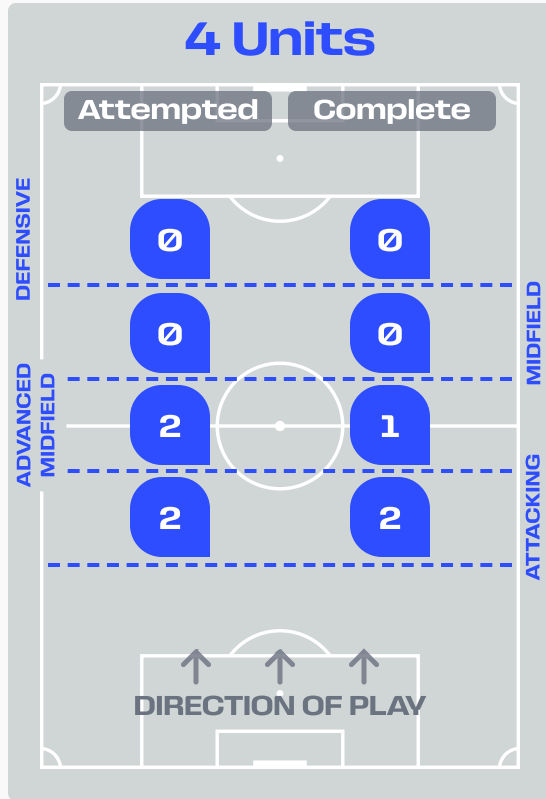 4 Units
Attempted Complete
DEFENSIVE
0 0
MIDFIELD
0 0
ADVANCED
MIDFIELD
2 1
ATTACKING
2 2
DIRECTION OF PLAY